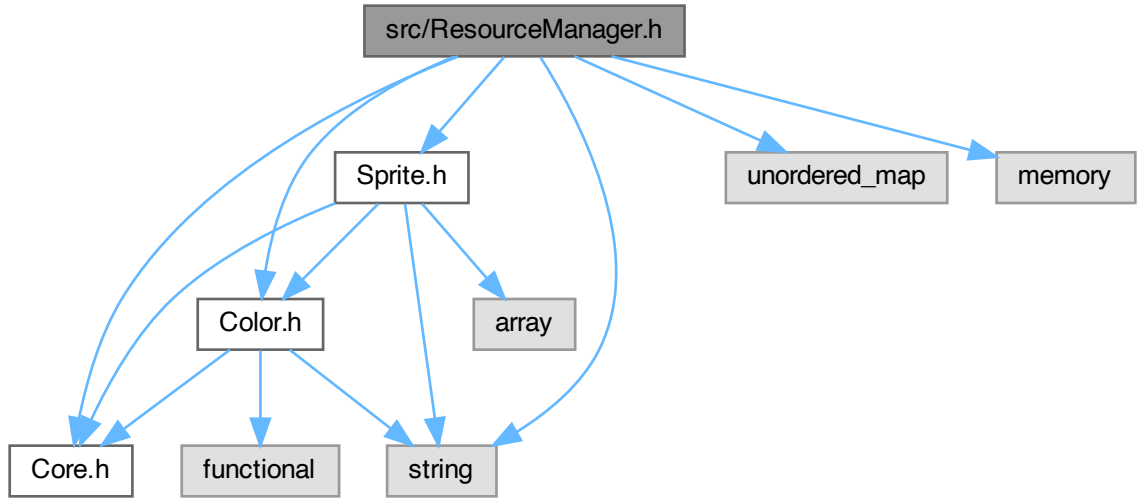 src/ResourceManager.h
Sprite.h
unordered_map
memory
Color.h
array
Core.h
functional
string